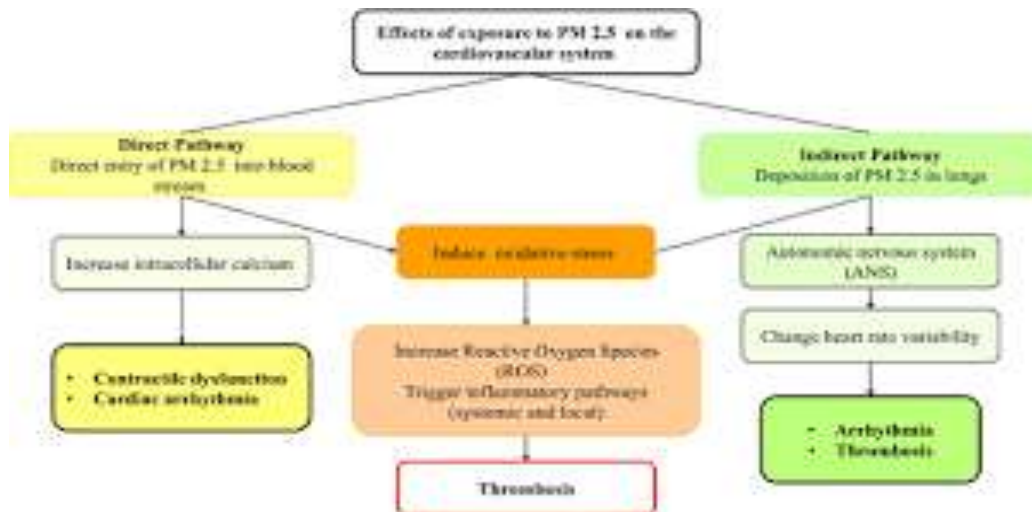 Effects of exposure to PM 2.5 on the
cardiovascular system
Direct Pathway
Direct entry of PM 2.5 into blood
stream
Indirect Pathway
Deposition of PM 2.5 in lungs
Increase intracellular calcium
Induce oxidative stress
Autonomic nervous system
(ANS)
Change heart rate variability
• Contractile dysfunction
• Cardiac arrhythmia
Increase Reactive Oxygen Species
(ROS)
Trigger inflammatory pathways
(systemic and local)
• Arrhythmia
• Thrombosis
Thrombosis